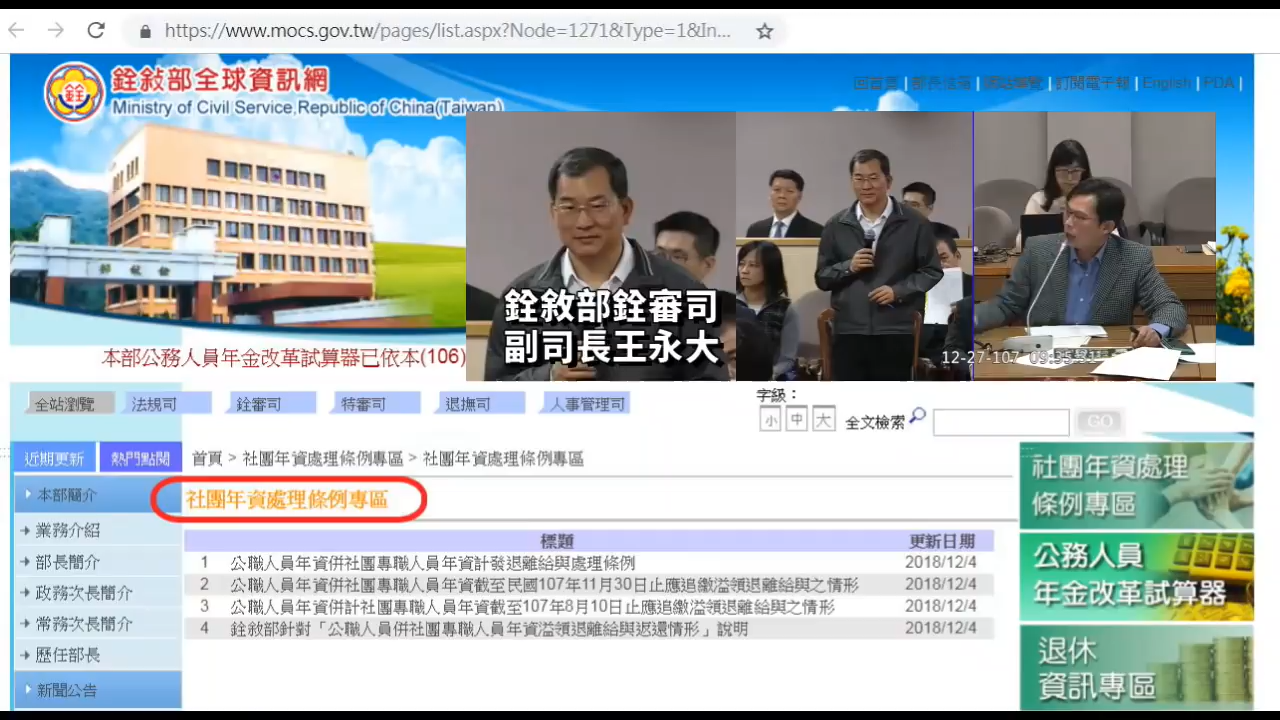 https://www.mocs.gov.tw/pages/list.aspx?Node=1271&Type=1&In...
銓敍部全球資訊網
Ministry of Civil Service,Republic of China(Taiwan)
回首頁 | 部長信箱 | 網站導覽 | 訂閱電子報 | English | PDA |
銓敘部銓審司
副司長王永大
12-27-107 09:35:31
本部公務人員年金改革試算器已依本(106)
全站瀏覽 法規司 銓審司 特審司 退撫司 人事管理司
字級：
小 中 大 全文檢索 GO
近期更新 熱門點閱 首頁 > 社團年資處理條例專區 > 社團年資處理條例專區
本部簡介
社團年資處理條例專區
業務介紹
部長簡介
政務次長簡介
常務次長簡介
歷任部長
新聞公告
標題 更新日期
1 公職人員年資併社團專職人員年資計發退離給與處理條例 2018/12/4
2 公職人員年資併社團專職人員年資截至民國107年11月30日止應追繳溢領退離給與之情形 2018/12/4
3 公職人員年資併計社團專職人員年資截至107年8月10日止應追繳溢領退離給與之情形 2018/12/4
4 銓敘部針對「公職人員併社團專職人員年資溢領退離給與返還情形」說明 2018/12/4
社團年資處理
條例專區
公務人員
年金改革試算器
退休
資訊專區